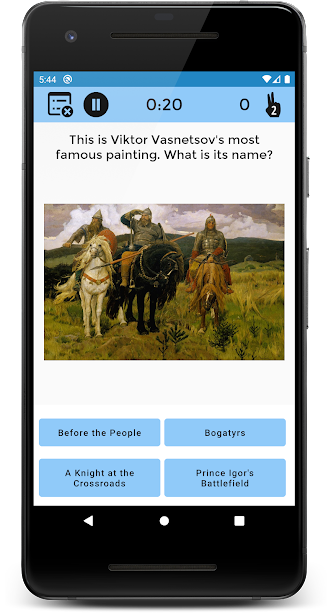 5:44
0:20
0
2
This is Viktor Vasnetsov's most
famous painting. What is its name?
Before the People
Bogatyrs
A Knight at the
Crossroads
Prince Igor's
Battlefield